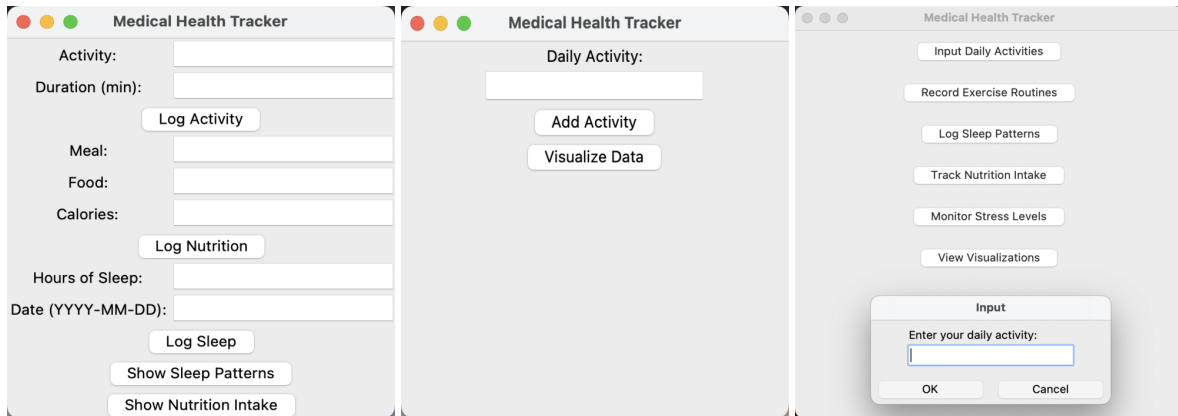 Medical Health Tracker
Activity:
Duration (min):
Log Activity
Meal:
Food:
Calories:
Log Nutrition
Hours of Sleep:
Date (YYYY-MM-DD):
Log Sleep
Show Sleep Patterns
Show Nutrition Intake
Medical Health Tracker
Daily Activity:
Add Activity
Visualize Data
Medical Health Tracker
Input Daily Activities
Record Exercise Routines
Log Sleep Patterns
Track Nutrition Intake
Monitor Stress Levels
View Visualizations
Input
Enter your daily activity:
OK Cancel